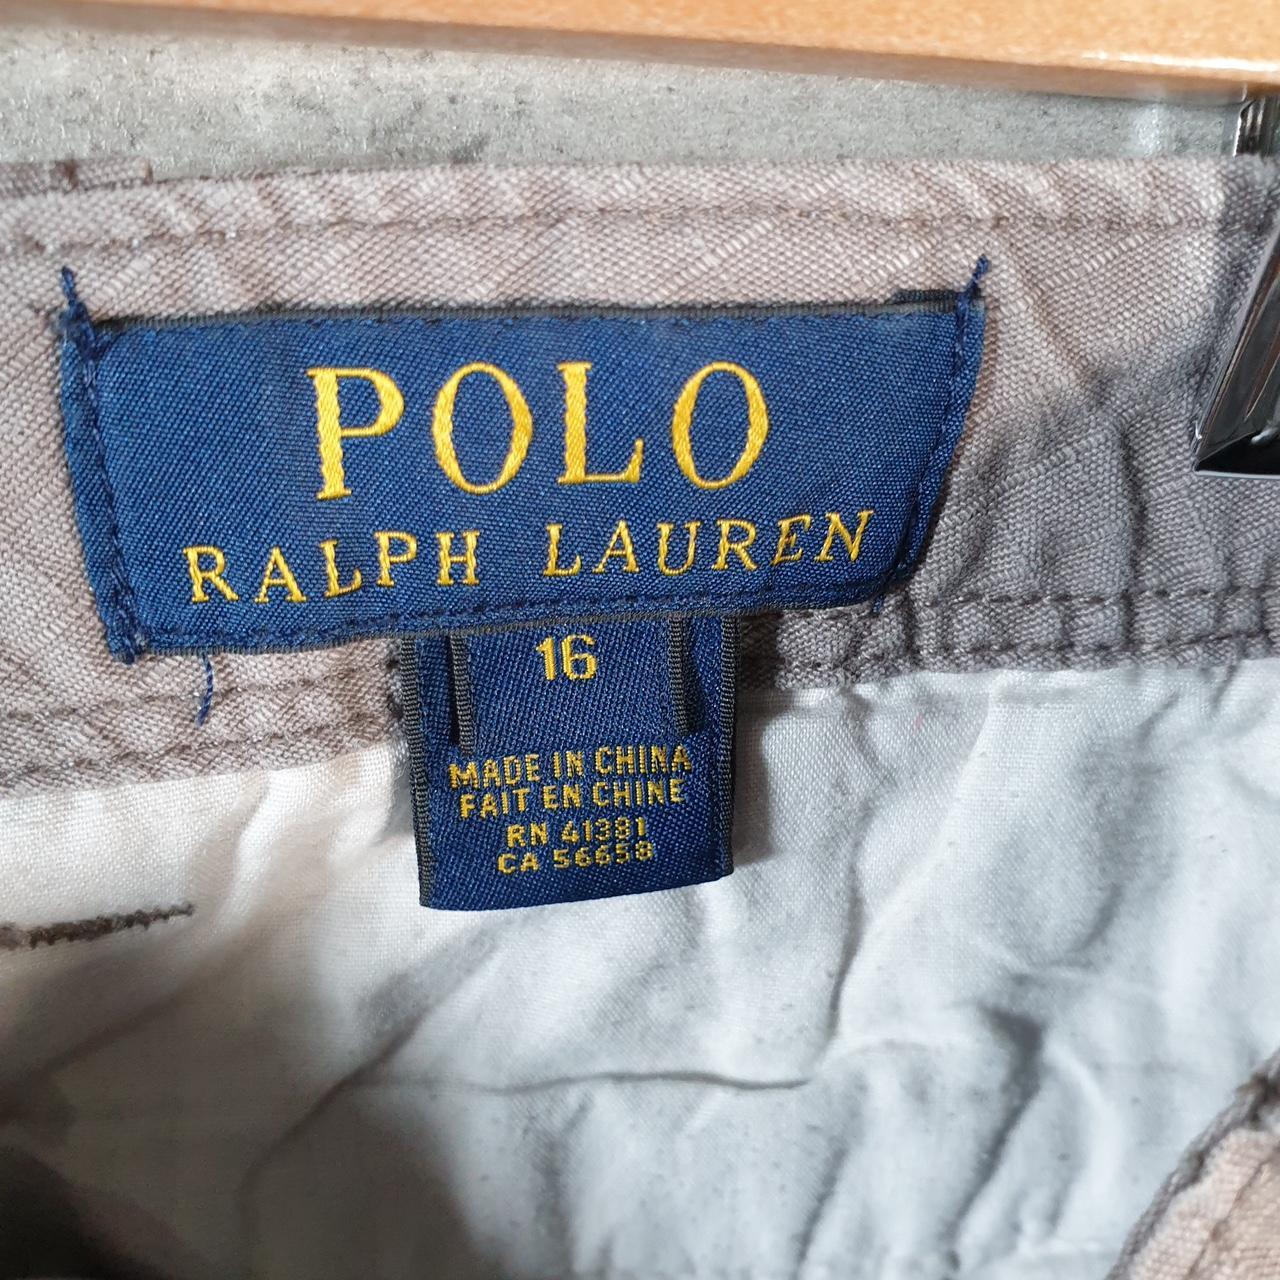 POLO
RALPH LAUREN
16
MADE IN CHINA
FAIT EN CHINE
RN 41381
CA 56658